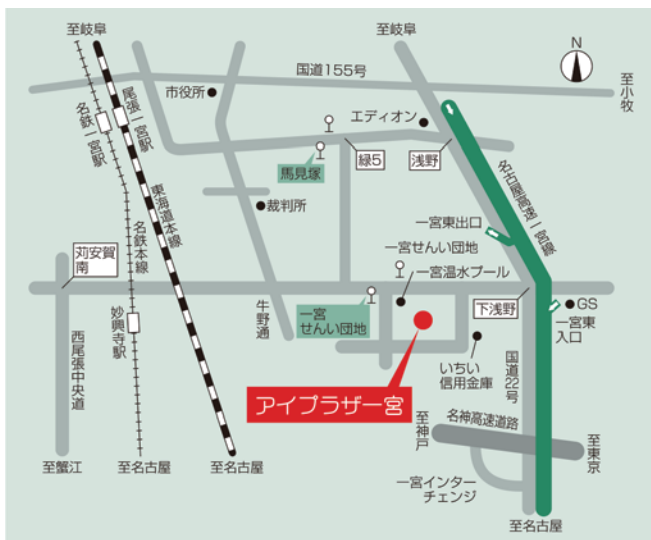 至岐阜
至岐阜
N
国道155号
至小牧
市役所
エディオン
名鉄一宮駅
尾張一宮駅
緑5
浅野
馬見塚
名古屋高速一宮線
裁判所
東海道本線
名鉄本線
一宮東出口
一宮せんい団地
一宮温水プール
苅安賀
南
一宮
せんい団地
下浅野
GS
一宮東
入口
牛野通
妙興寺駅
西尾張中央道
いちい
信用金庫
国道22号
アイプラザ一宮
至神戸
名神高速道路
至東京
至蟹江
至名古屋
至名古屋
一宮インター
チェンジ
至名古屋